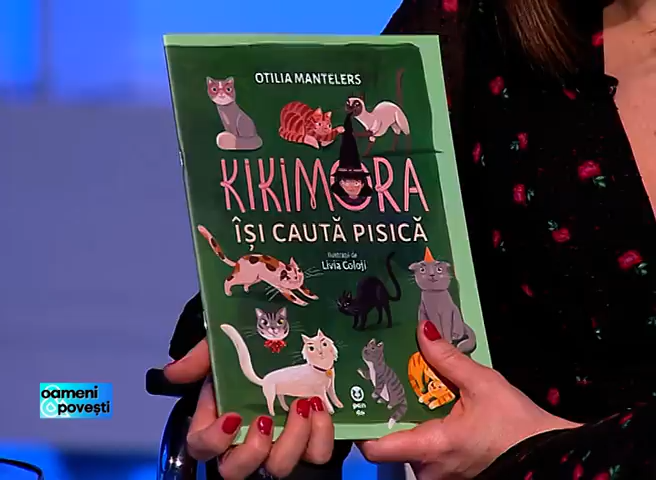 OTILIA MANTELERS
KIKIMORA
ÎȘI CAUTĂ PISICĂ
Ilustrații de
Livia Coloji
oameni
& povești